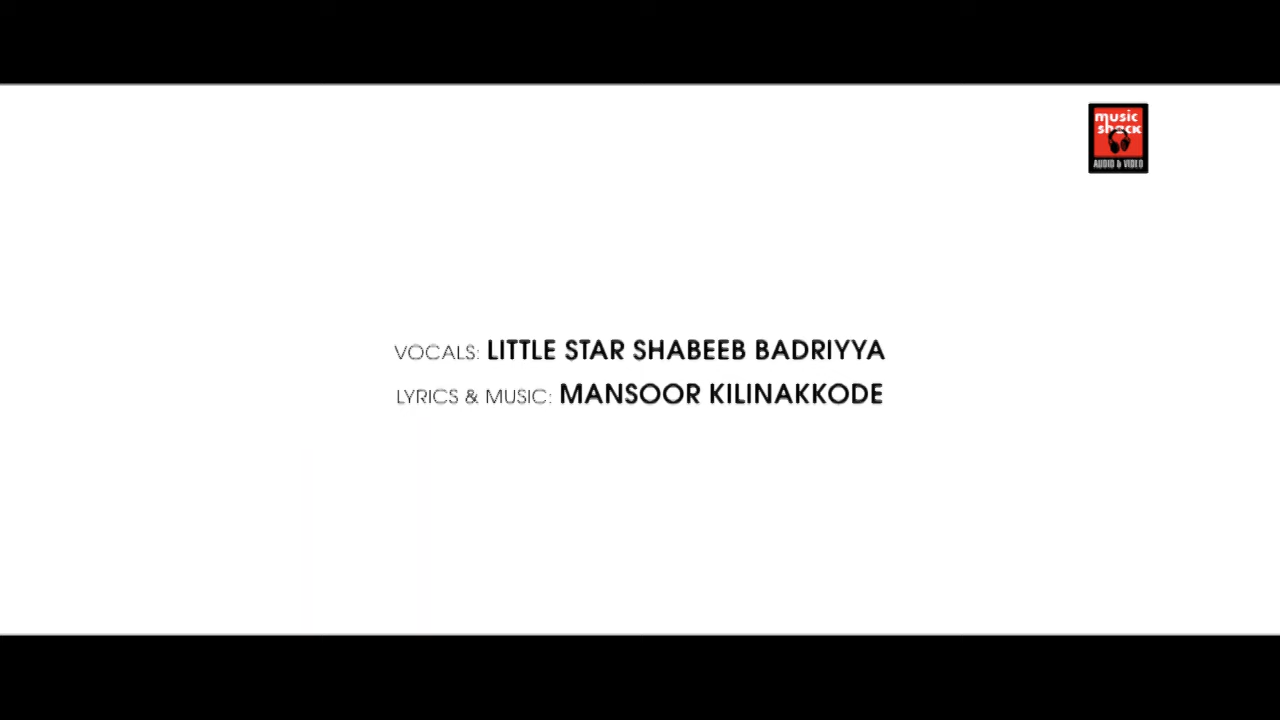 music
shack
AUDIO & VIDEO
VOCALS: LITTLE STAR SHABEEB BADRIYYA
LYRICS & MUSIC: MANSOOR KILINAKKODE